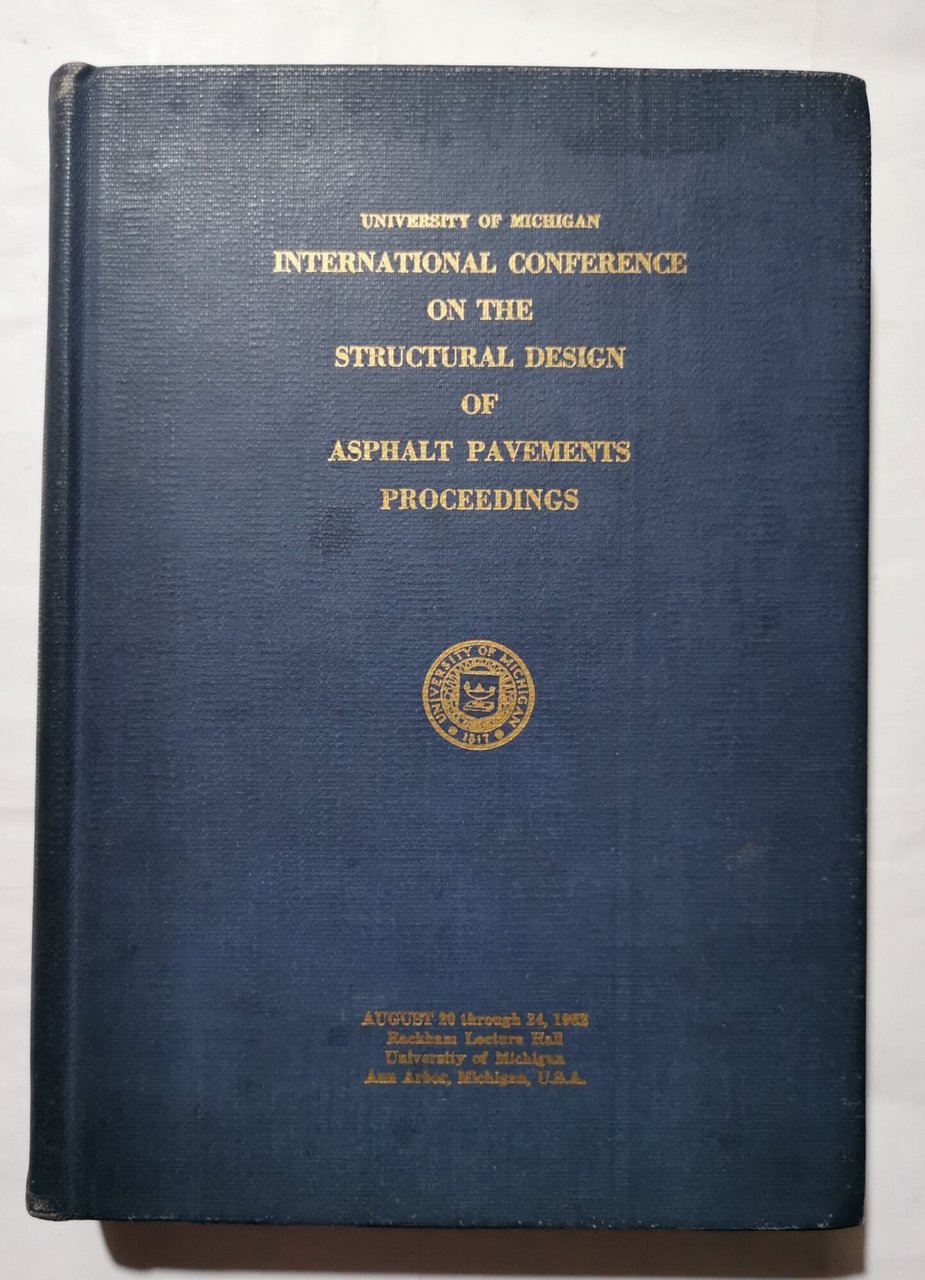 UNIVERSITY OF MICHIGAN
INTERNATIONAL CONFERENCE
ON THE
STRUCTURAL DESIGN
OF
ASPHALT PAVEMENTS
PROCEEDINGS
UNIVERSITY OF MICHIGAN
1817
AUGUST 20 through 24, 1962
Rackham Lecture Hall
University of Michigan
Ann Arbor, Michigan, U.S.A.